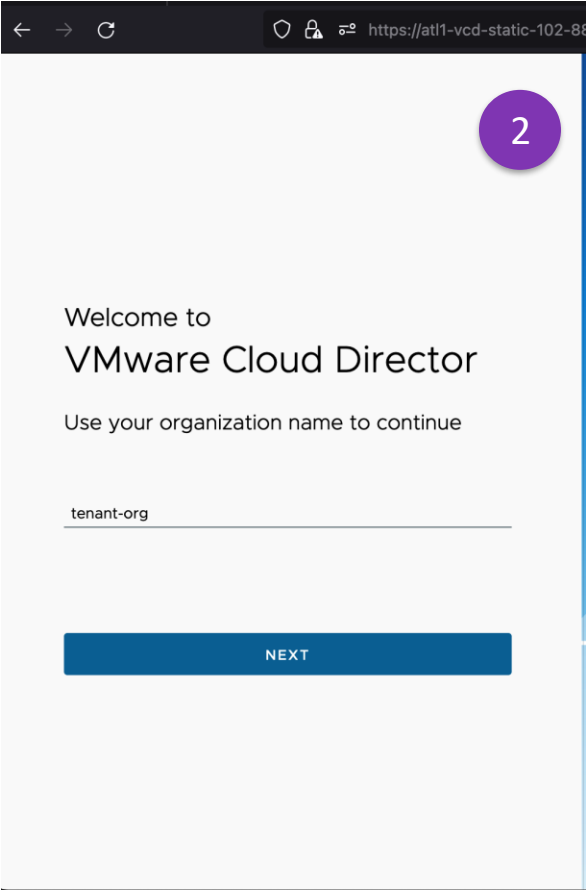 https://atl1-vcd-static-102-88
2
Welcome to
VMware Cloud Director
Use your organization name to continue
tenant-org
NEXT